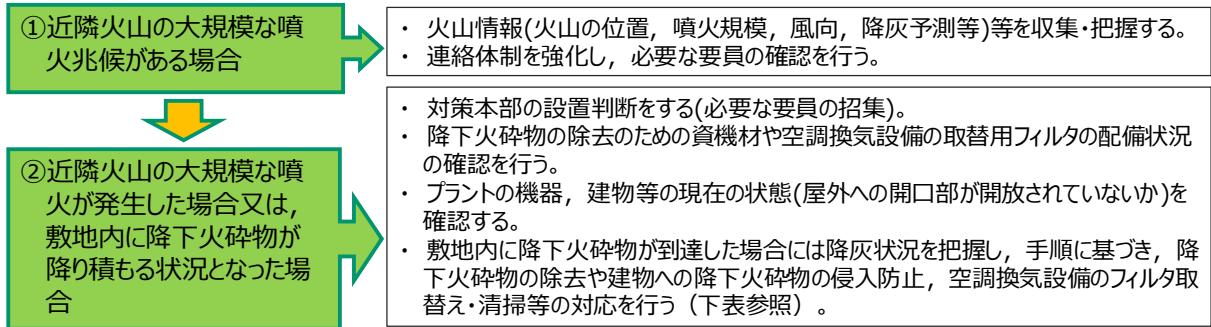 ①近隣火山の大規模な噴
火兆候がある場合
・ 火山情報(火山の位置，噴火規模，風向，降灰予測等)等を収集・把握する。
・ 連絡体制を強化し，必要な要員の確認を行う。
②近隣火山の大規模な噴
火が発生した場合又は，
敷地内に降下火砕物が
降り積もる状況となった場
合
・ 対策本部の設置判断をする(必要な要員の招集)。
・ 降下火砕物の除去のための資機材や空調換気設備の取替用フィルタの配備状況
の確認を行う。
・ プラントの機器，建物等の現在の状態(屋外への開口部が開放されていないか)を
確認する。
・ 敷地内に降下火砕物が到達した場合には降灰状況を把握し，手順に基づき，降
下火砕物の除去や建物への降下火砕物の侵入防止，空調換気設備のフィルタ取
替え・清掃等の対応を行う（下表参照）。